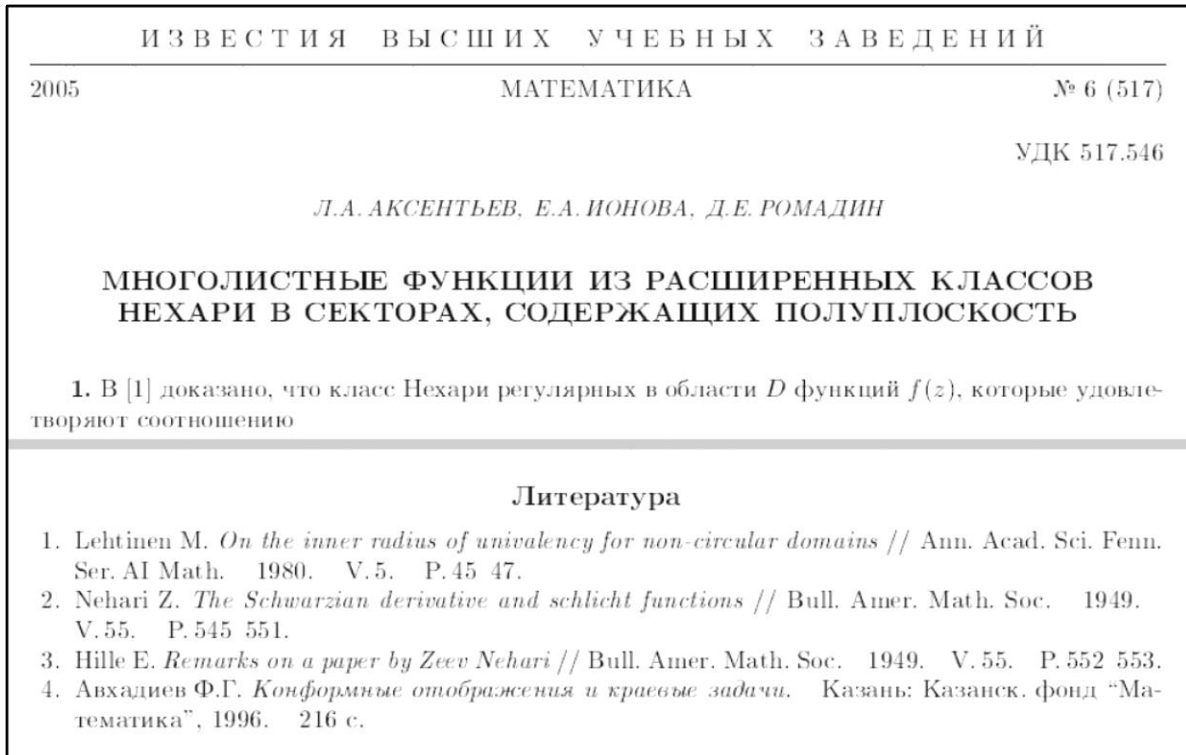 ИЗВЕСТИЯ ВЫСШИХ УЧЕБНЫХ ЗАВЕДЕНИЙ
2005 МАТЕМАТИКА № 6 (517)
УДК 517.546
Л.А. АКСЕНТЬЕВ, Е.А. ИОНОВА, Д.Е. РОМАДИН
МНОГОЛИСТНЫЕ ФУНКЦИИ ИЗ РАСШИРЕННЫХ КЛАССОВ
НЕХАРИ В СЕКТОРАХ, СОДЕРЖАЩИХ ПОЛУПЛОСКОСТЬ
1. В [1] доказано, что класс Нехари регулярных в области D функций f(z), которые удовле-
творяют соотношению
Литература
1. Lehtinen M. On the inner radius of univalency for non-circular domains // Ann. Acad. Sci. Fenn.
Ser. AI Math. 1980. V. 5. P. 45 47.
2. Nehari Z. The Schwarzian derivative and schlicht functions // Bull. Amer. Math. Soc. 1949.
V. 55. P. 545 551.
3. Hille E. Remarks on a paper by Zeev Nehari // Bull. Amer. Math. Soc. 1949. V. 55. P. 552 553.
4. Авхадиев Ф.Г. Конформные отображения и краевые задачи. Казань: Казанск. фонд "Ма-
тематика", 1996. 216 с.